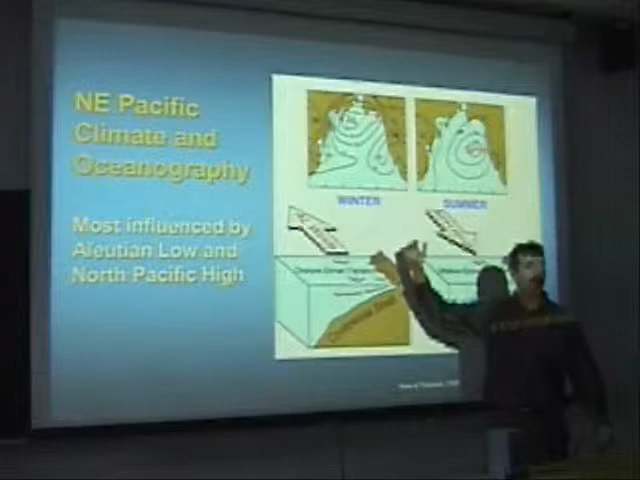 NE Pacific
Climate and
Oceanography
Most influenced by
Aleutian Low and
North Pacific High
WINTER
SUMMER